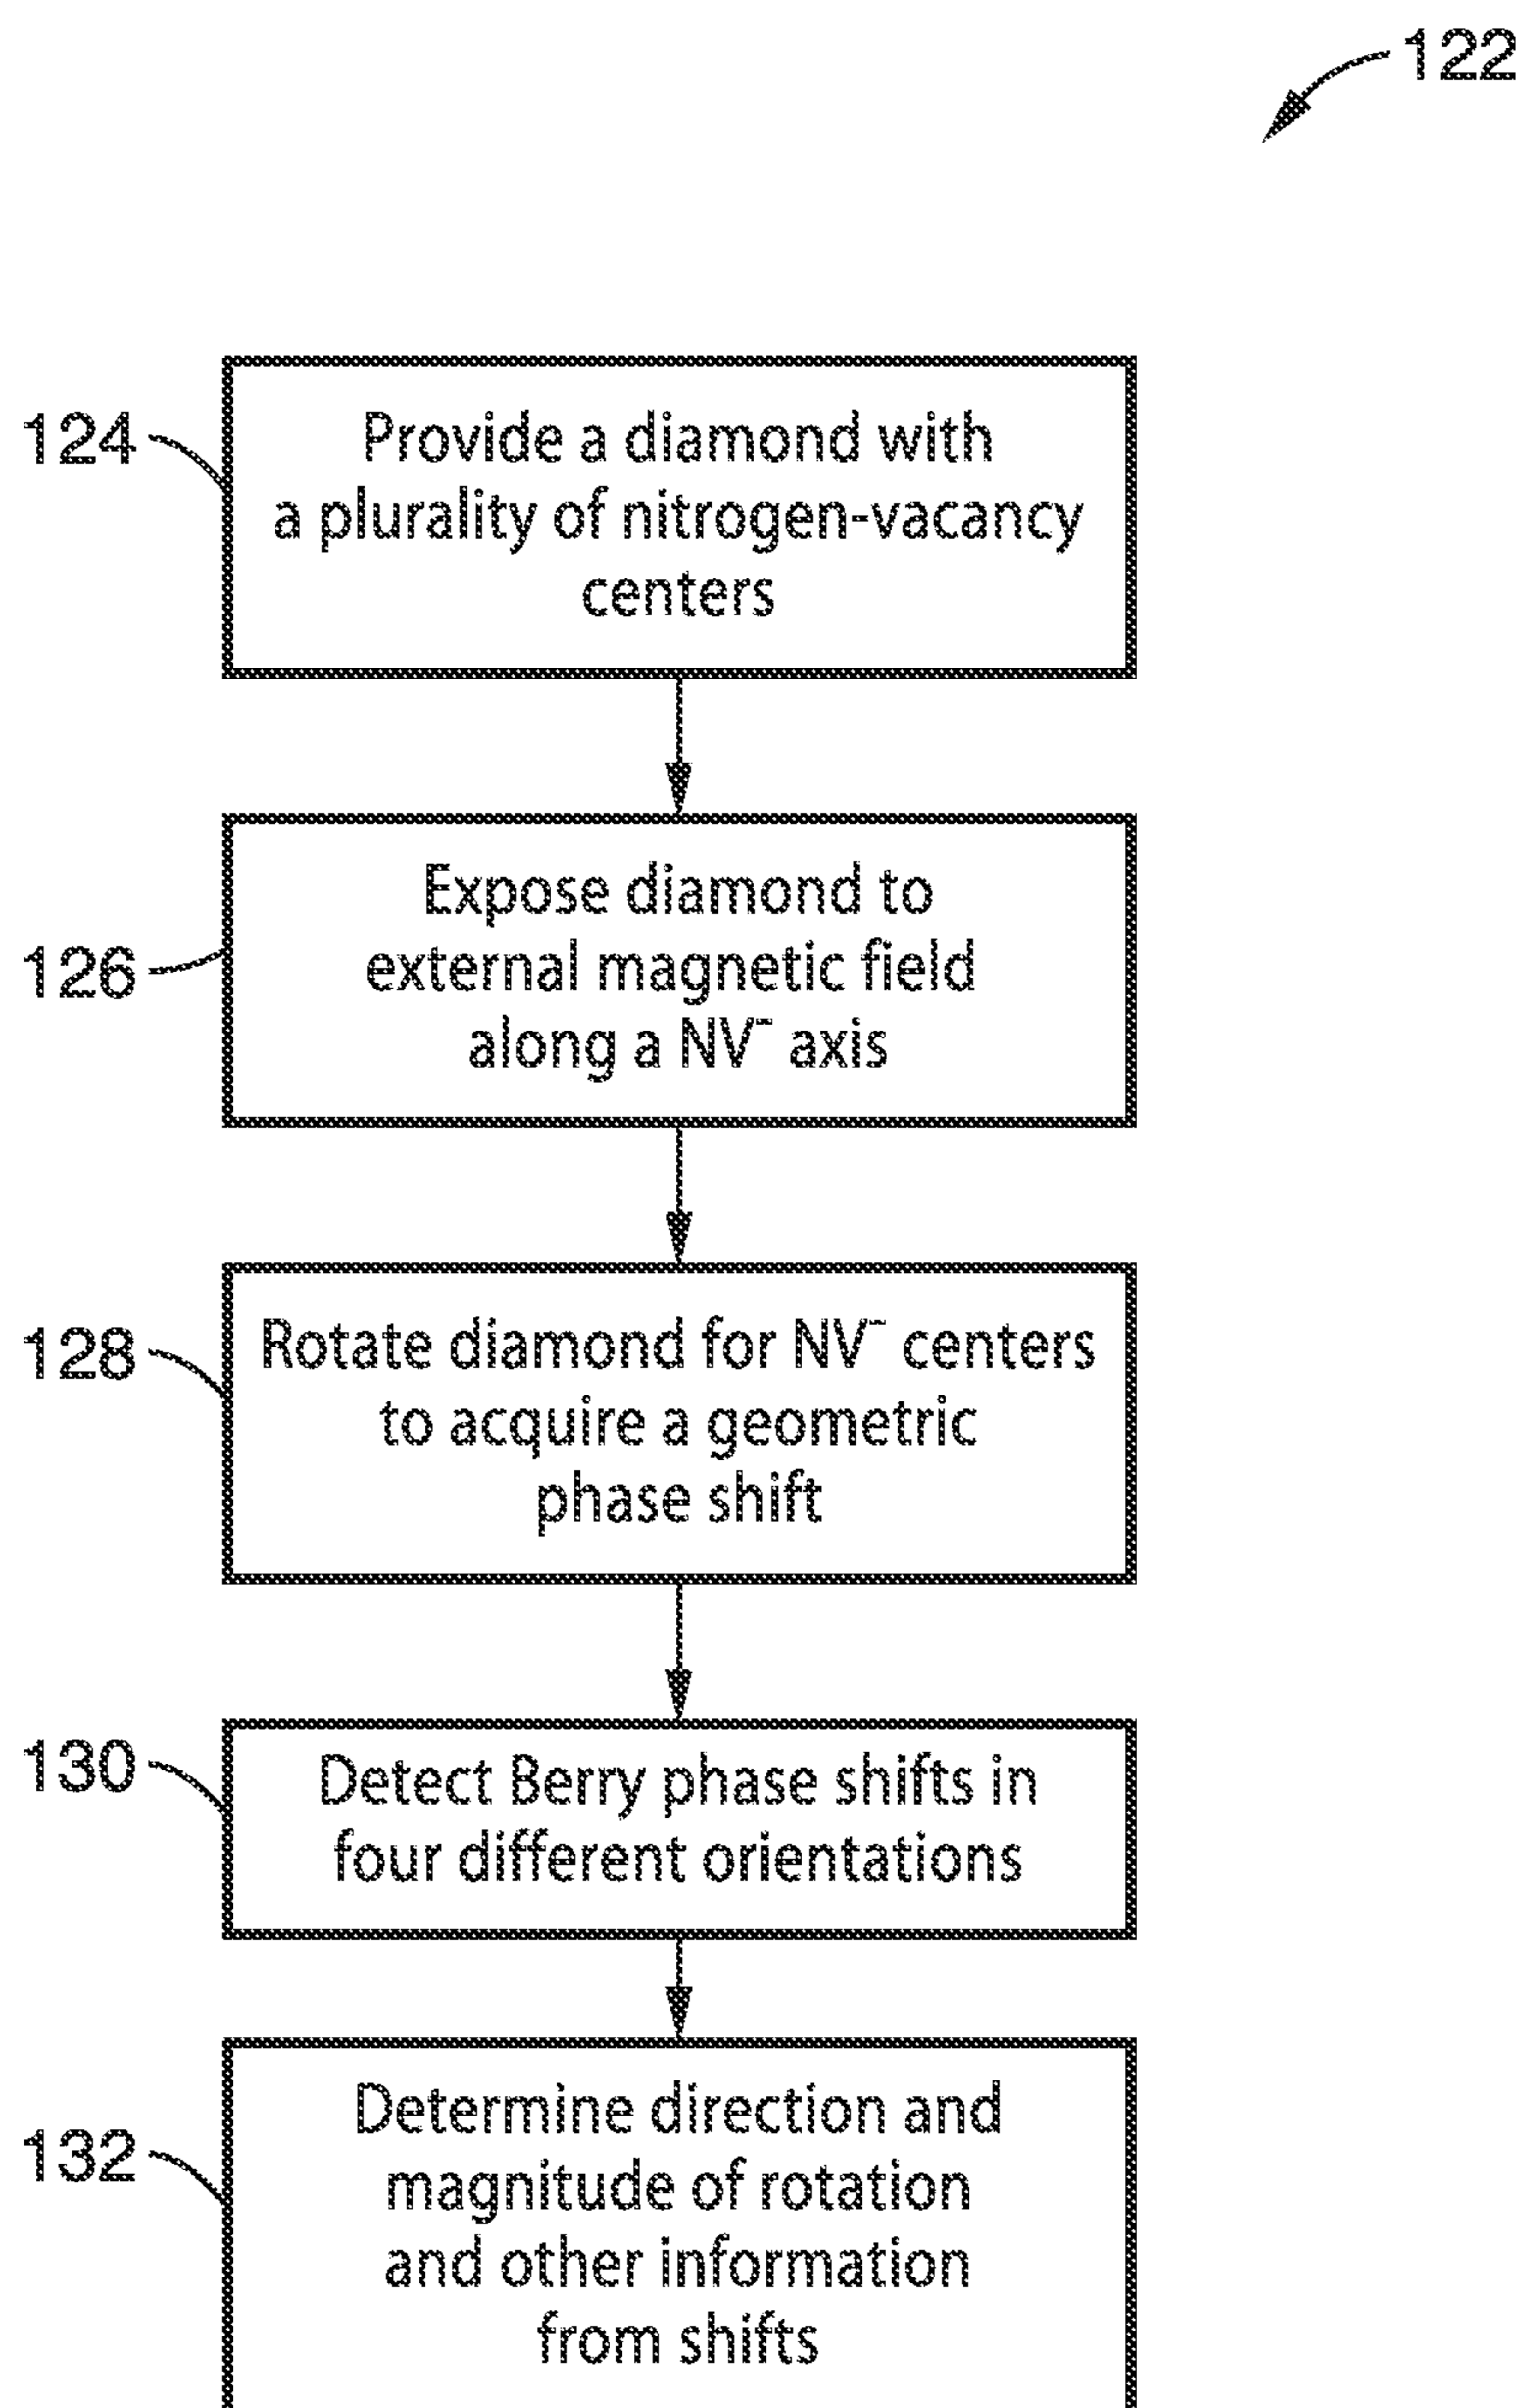 122
124
Provide a diamond with
a plurality of nitrogen-vacancy
centers
126
Expose diamond to
external magnetic field
along a NV⁻ axis
128
Rotate diamond for NV⁻ centers
to acquire a geometric
phase shift
130
Detect Berry phase shifts in
four different orientations
132
Determine direction and
magnitude of rotation
and other information
from shifts